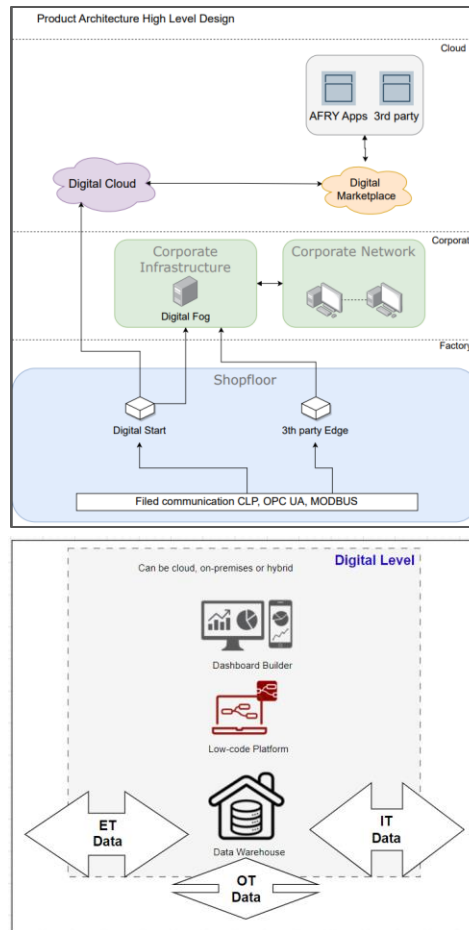 Product Architecture High Level Design
Cloud
AFRY Apps 3rd party
Digital Cloud
Digital
Marketplace
Corporat
Corporate
Infrastructure
Corporate Network
Digital Fog
Factory
Shopfloor
Digital Start
3th party Edge
Filed communication CLP, OPC UA, MODBUS
Digital Level
Can be cloud, on-premises or hybrid
Dashboard Builder
Low-code Platform
ET
Data
IT
Data
Data Warehouse
OT
Data